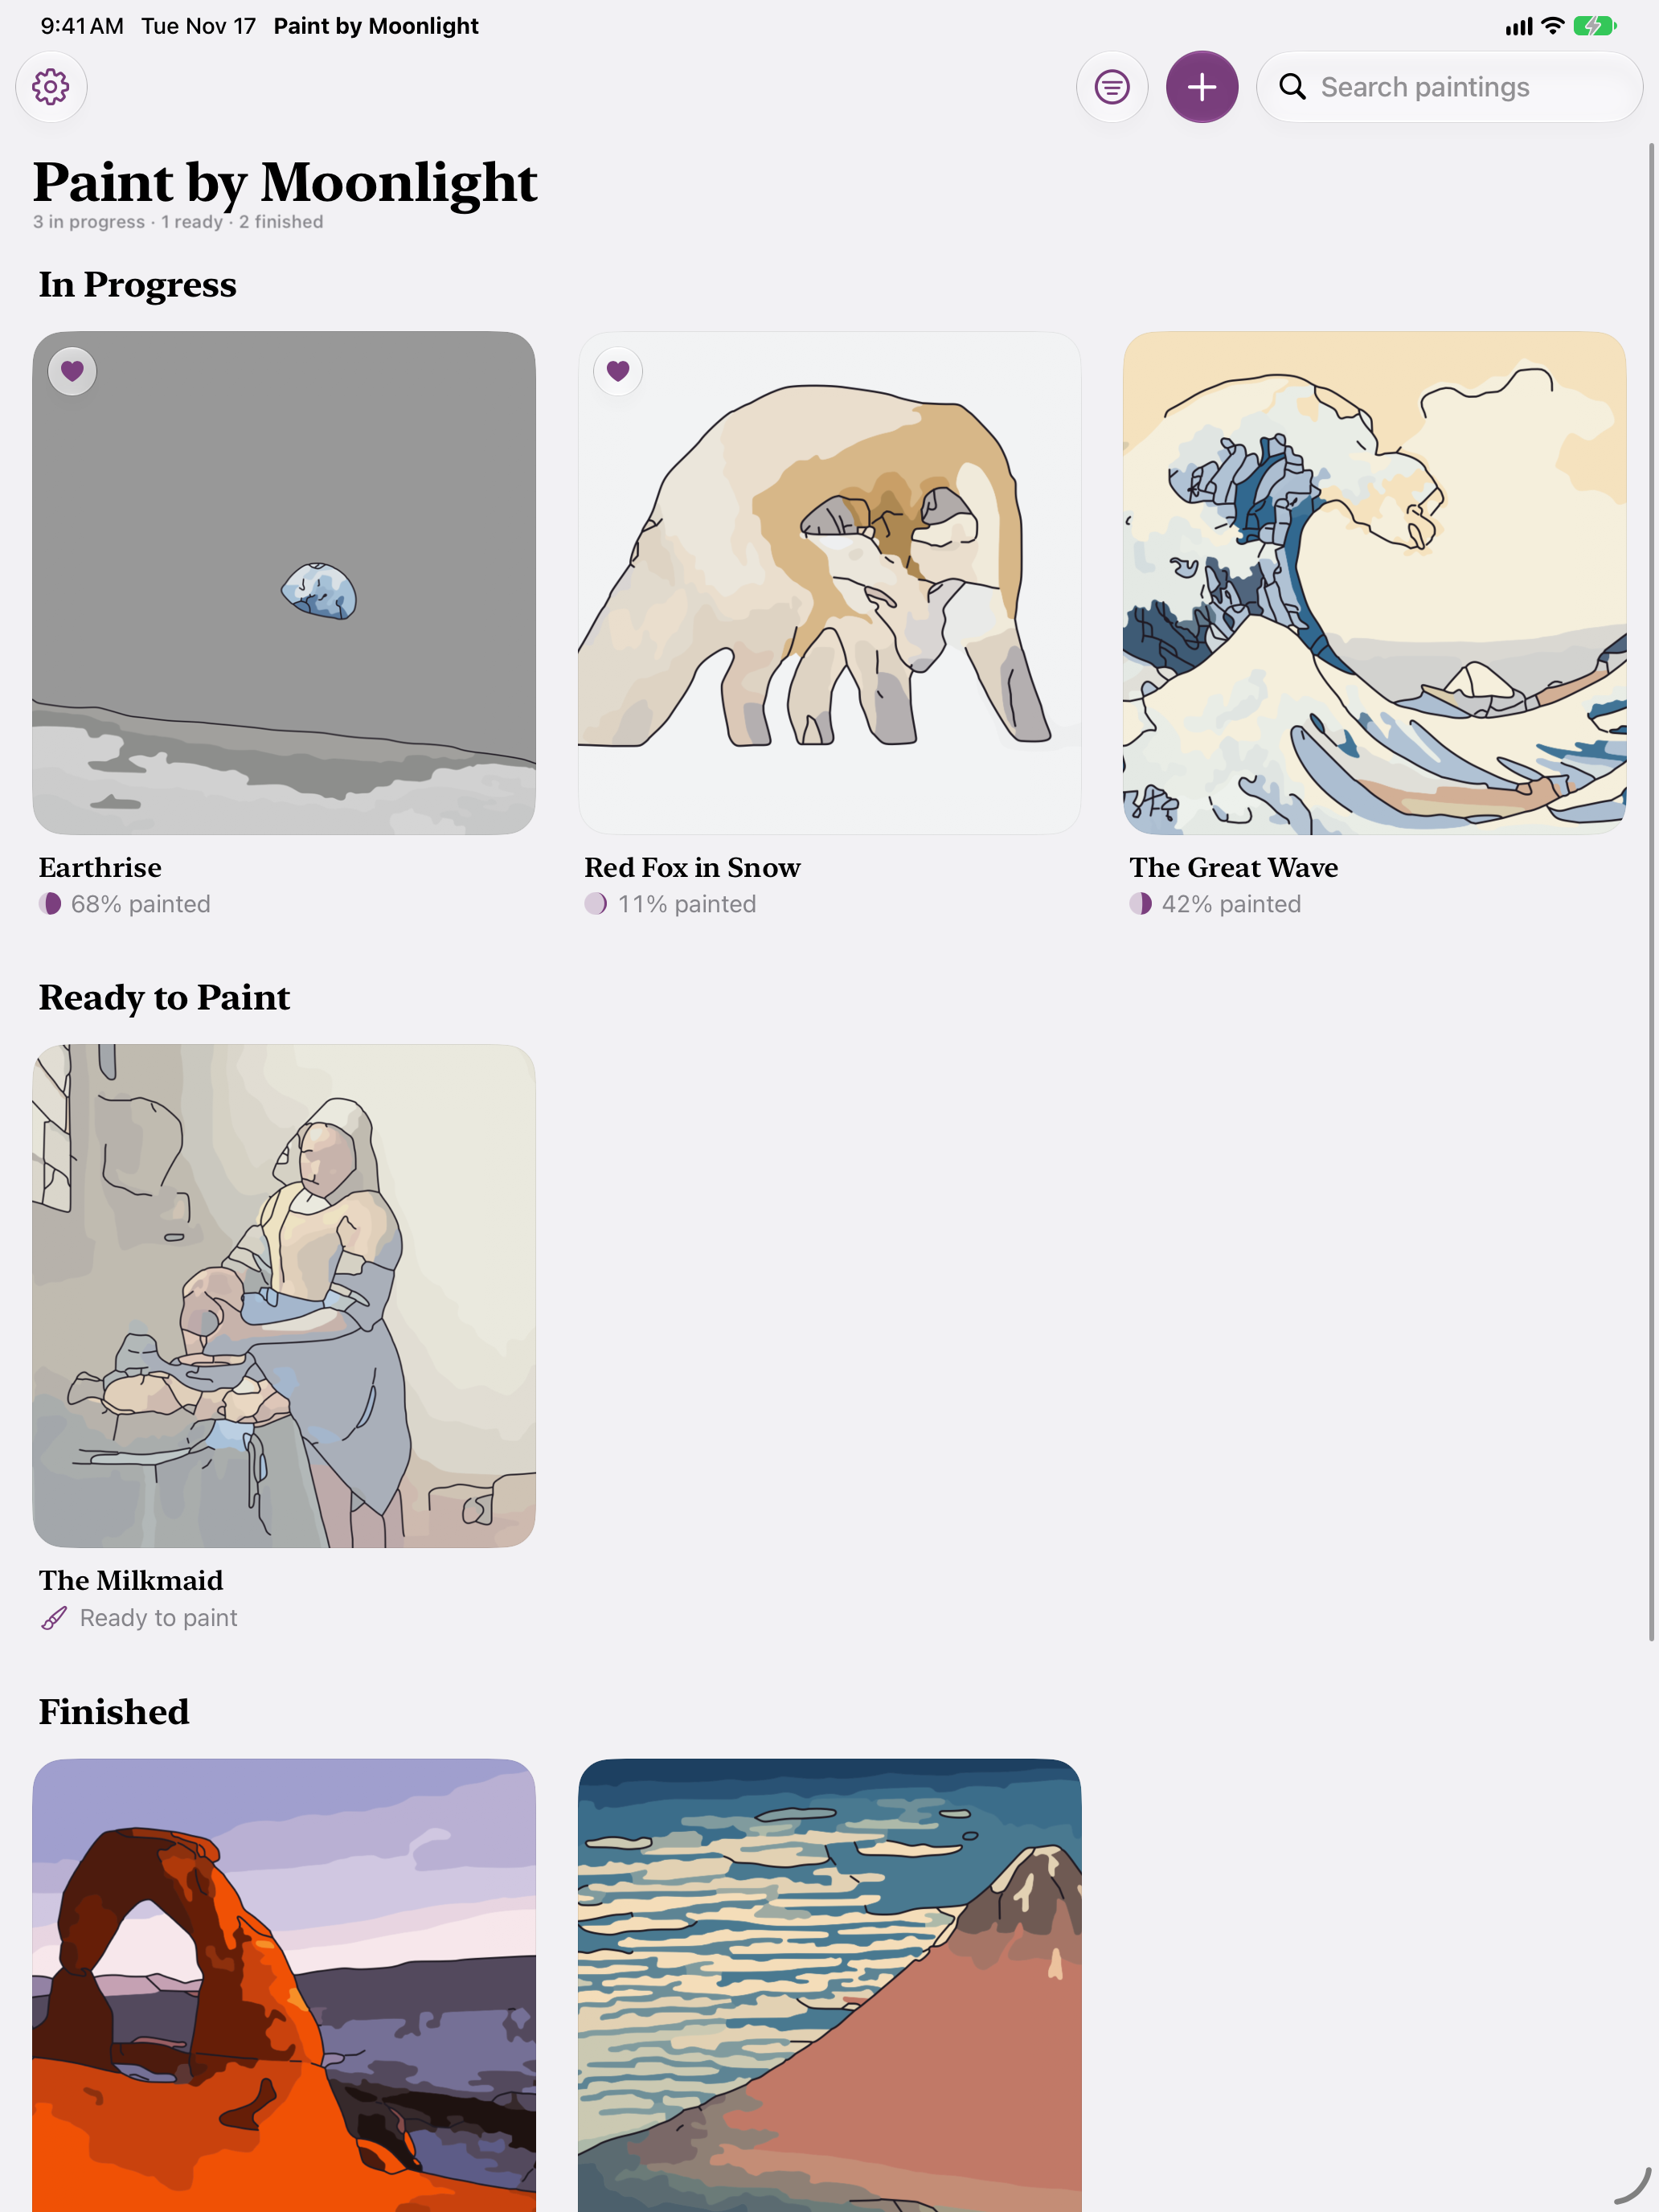 9:41 AM Tue Nov 17 Paint by Moonlight
Search paintings
Paint by Moonlight
3 in progress · 1 ready · 2 finished
In Progress
Earthrise
68% painted
Red Fox in Snow
11% painted
The Great Wave
42% painted
Ready to Paint
The Milkmaid
Ready to paint
Finished